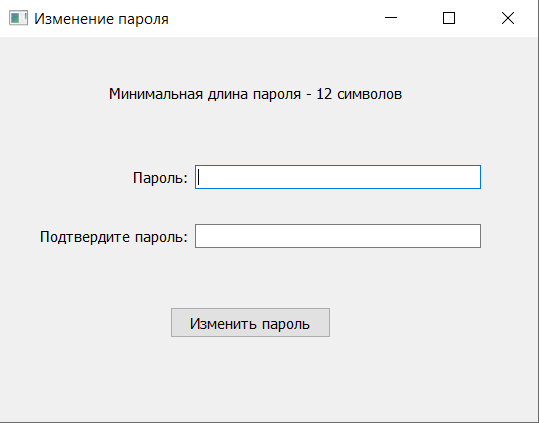 Изменение пароля
Минимальная длина пароля - 12 символов
Пароль:
Подтвердите пароль:
Изменить пароль